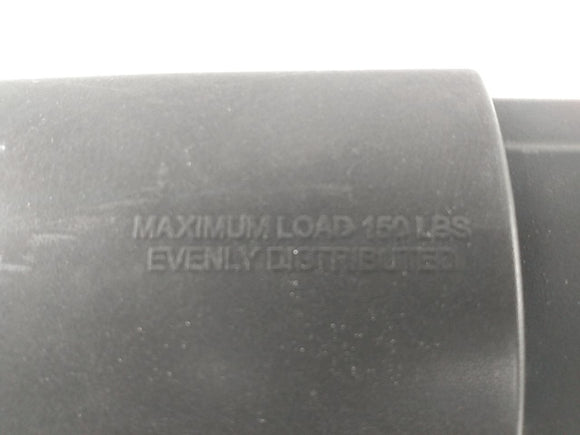 MAXIMUM LOAD 150 LBS
EVENLY DISTRIBUTED